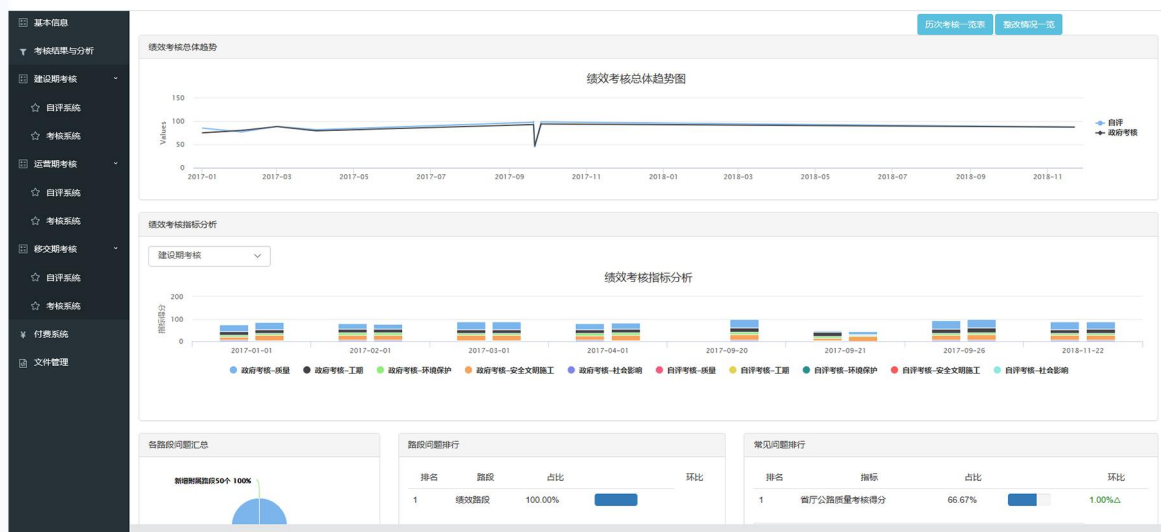 基本信息
考核结果与分析
建设期考核
自评系统
考核系统
运营期考核
自评系统
考核系统
移交期考核
自评系统
考核系统
付费系统
文件管理
历次考核一览表 整改情况一览
绩效考核总体趋势
绩效考核总体趋势图
150
100
50
0
Values
2017-01 2017-03 2017-05 2017-07 2017-09 2017-11 2018-01 2018-03 2018-05 2018-07 2018-09 2018-11
自评
政府考核
绩效考核指标分析
建设期考核
绩效考核指标分析
200
100
0
指标得分
2017-01-01 2017-02-01 2017-03-01 2017-04-01 2017-09-20 2017-09-21 2017-09-26 2018-11-22
政府考核-质量 政府考核-工期 政府考核-环境保护 政府考核-安全文明施工 政府考核-社会影响 自评考核-质量 自评考核-工期 自评考核-环境保护 自评考核-安全文明施工 自评考核-社会影响
各路段问题汇总
新增附属路段50个 100%
路段问题排行
排名 路段 占比 环比
1 绩效路段 100.00%
常见问题排行
排名 指标 占比 环比
1 省厅公路质量考核得分 66.67% 1.00%△